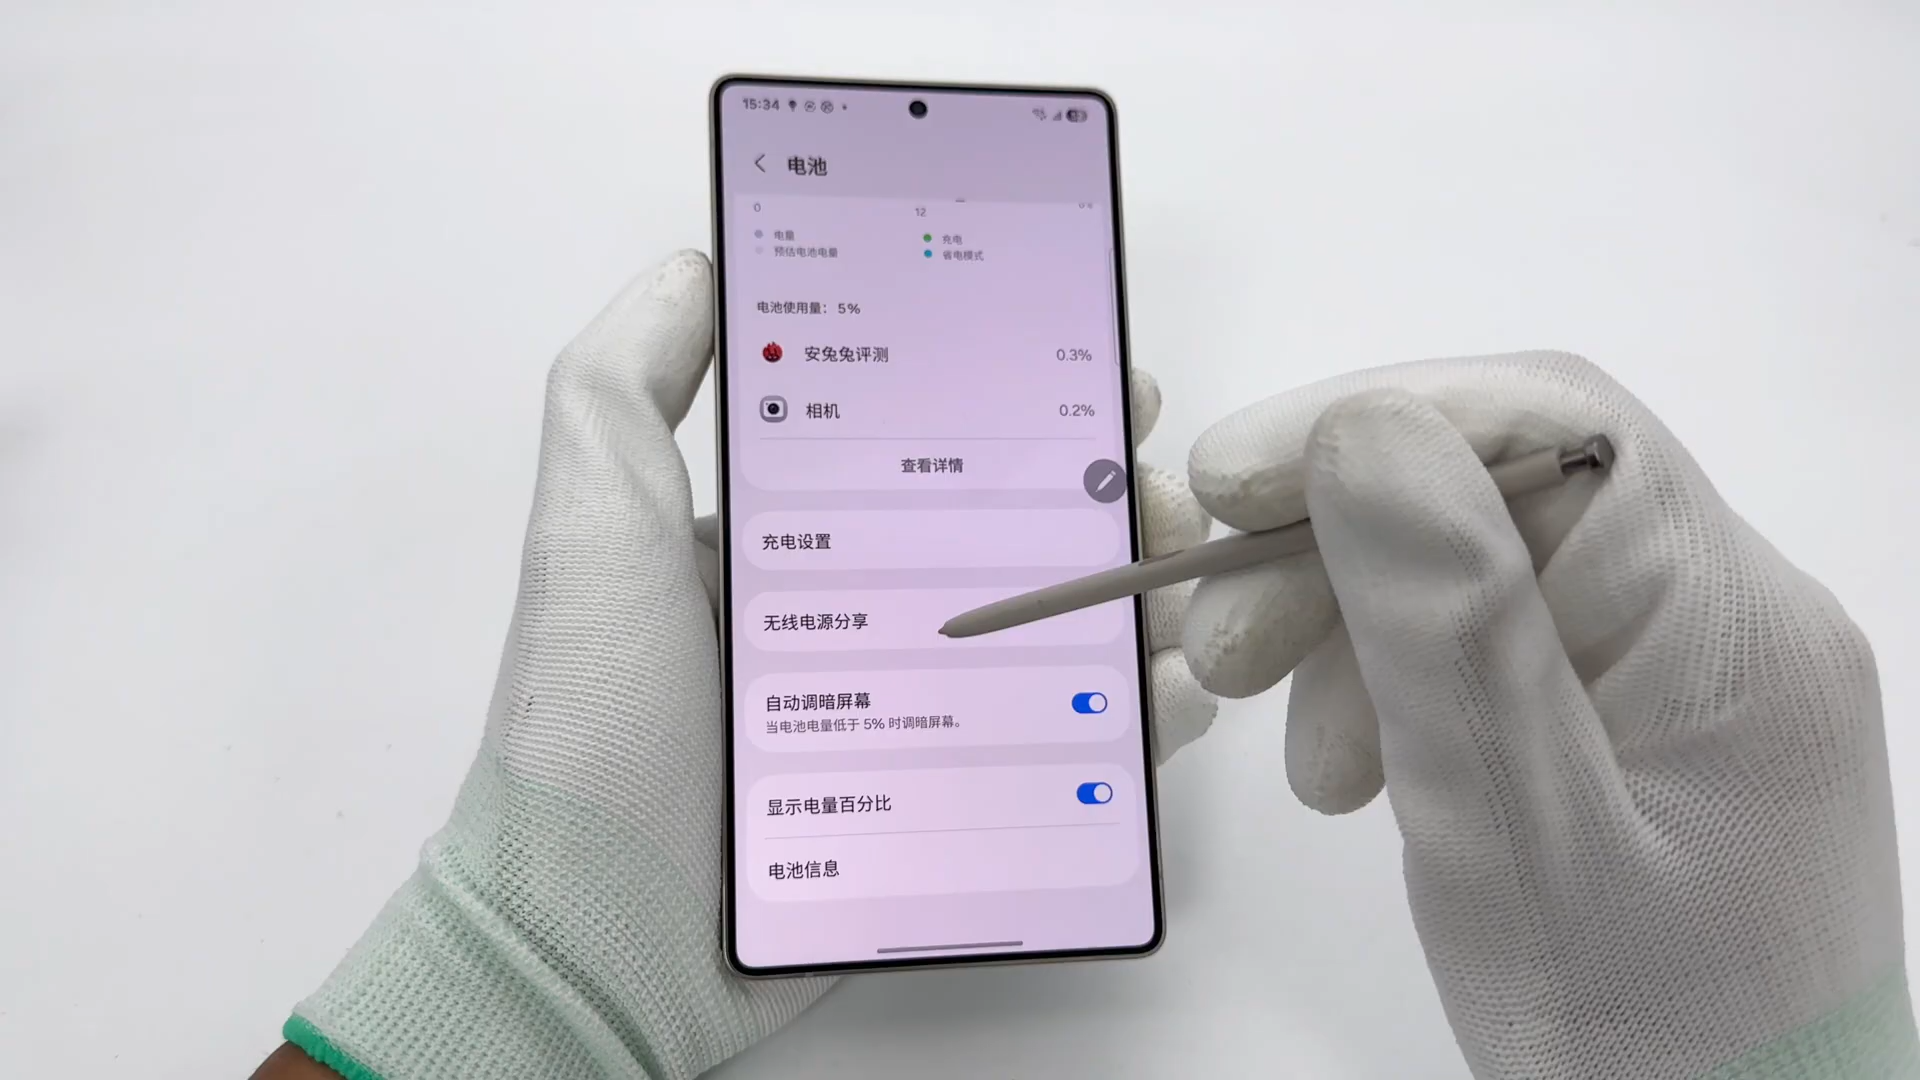 15:34
电池
0
12
电量
充电
预估电池电量
省电模式
电池使用量： 5%
安兔兔评测
0.3%
相机
0.2%
查看详情
充电设置
无线电源分享
自动调暗屏幕
当电池电量低于 5% 时调暗屏幕。
显示电量百分比
电池信息